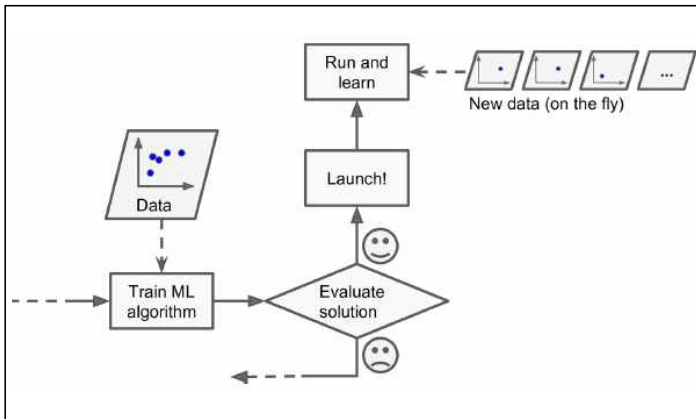 Run and
learn
...
New data (on the fly)
Launch!
Data
Train ML
algorithm
Evaluate
solution